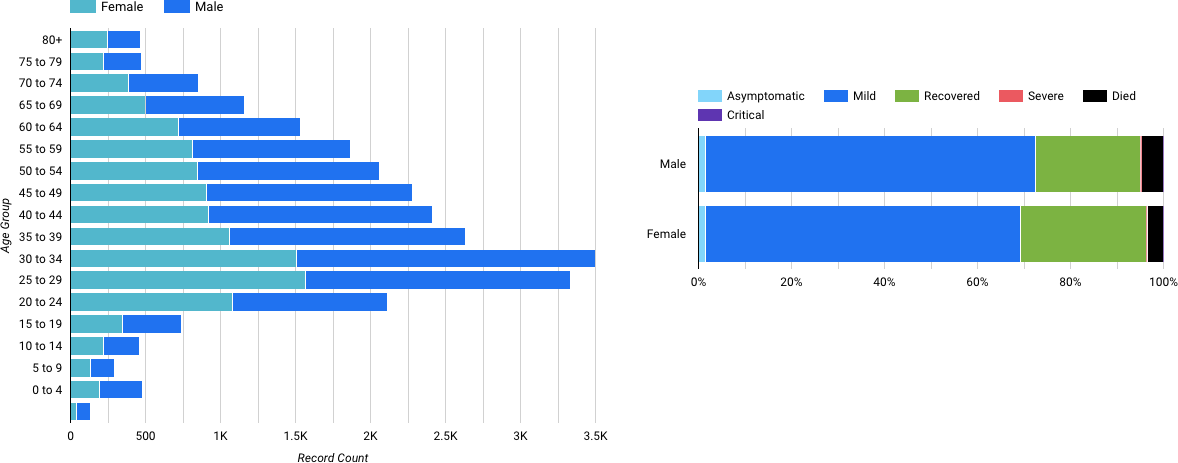 Female Male
80+
75 to 79
70 to 74
65 to 69
60 to 64
55 to 59
50 to 54
45 to 49
40 to 44
35 to 39
30 to 34
25 to 29
20 to 24
15 to 19
10 to 14
5 to 9
0 to 4
Age Group
0 500 1K 1.5K 2K 2.5K 3K 3.5K
Record Count
Asymptomatic Mild Recovered Severe Died
Critical
Male
Female
0% 20% 40% 60% 80% 100%